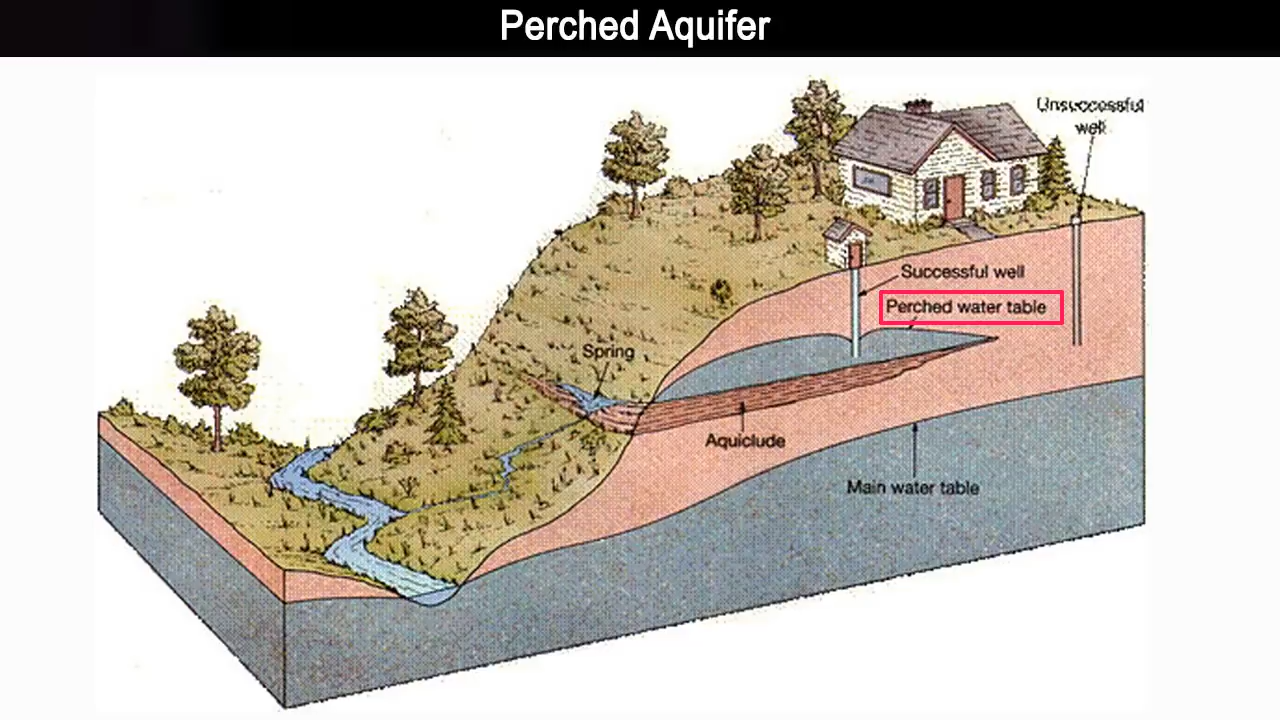 Perched Aquifer
Unsuccessful
well
Successful well
Perched water table
Spring
Aquiclude
Main water table